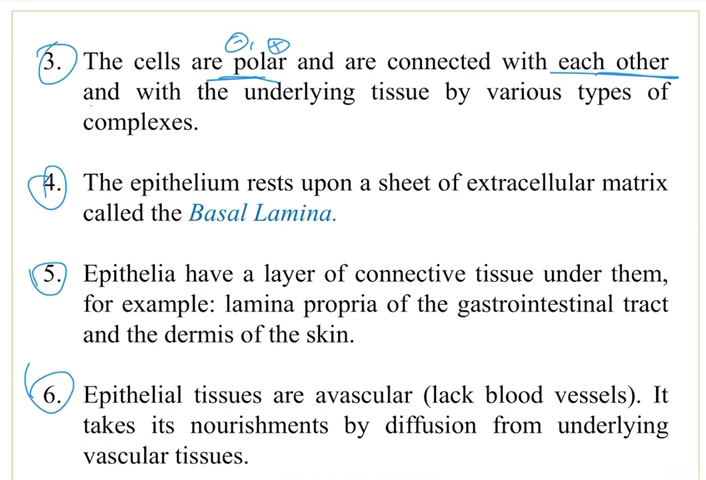 −, +
3. The cells are polar and are connected with each other
and with the underlying tissue by various types of
complexes.
4. The epithelium rests upon a sheet of extracellular matrix
called the Basal Lamina.
5. Epithelia have a layer of connective tissue under them,
for example: lamina propria of the gastrointestinal tract
and the dermis of the skin.
6. Epithelial tissues are avascular (lack blood vessels). It
takes its nourishments by diffusion from underlying
vascular tissues.